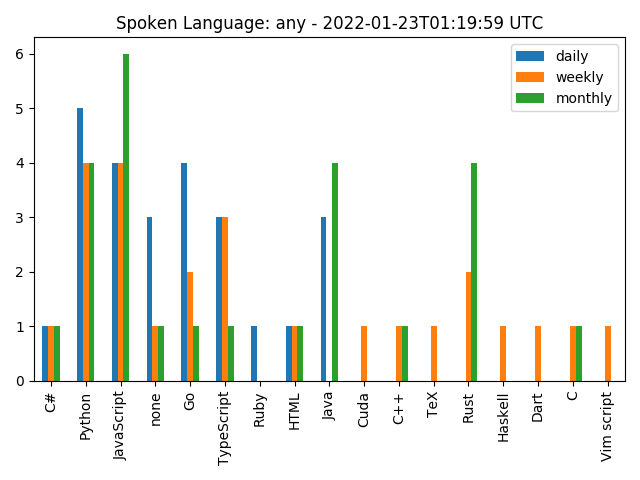 Spoken Language: any - 2022-01-23T01:19:59 UTC
daily
weekly
monthly
6
5
4
3
2
1
0
C#
Python
JavaScript
none
Go
TypeScript
Ruby
HTML
Java
Cuda
C++
TeX
Rust
Haskell
Dart
C
Vim script